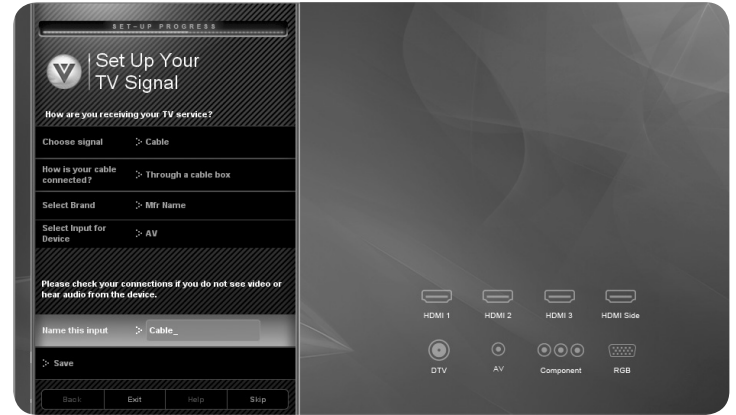 SET-UP PROGRESS
Set Up Your
TV Signal
How are you receiving your TV service?
Choose signal :> Cable
How is your cable
connected? :> Through a cable box
Select Brand :> Mfr Name
Select Input for
Device :> AV
Please check your connections if you do not see video or
hear audio from the device.
Name this input :> Cable_
:> Save
Back Exit Help Skip
HDMI 1 HDMI 2 HDMI 3 HDMI Side
DTV AV Component RGB